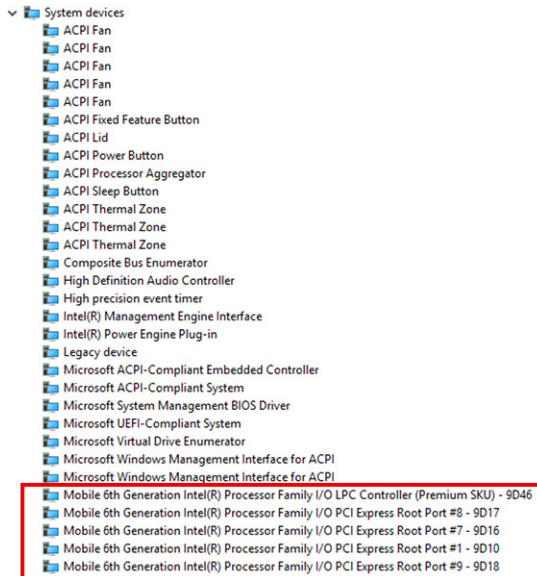 System devices
ACPI Fan
ACPI Fan
ACPI Fan
ACPI Fan
ACPI Fan
ACPI Fixed Feature Button
ACPI Lid
ACPI Power Button
ACPI Processor Aggregator
ACPI Sleep Button
ACPI Thermal Zone
ACPI Thermal Zone
ACPI Thermal Zone
Composite Bus Enumerator
High Definition Audio Controller
High precision event timer
Intel(R) Management Engine Interface
Intel(R) Power Engine Plug-in
Legacy device
Microsoft ACPI-Compliant Embedded Controller
Microsoft ACPI-Compliant System
Microsoft System Management BIOS Driver
Microsoft UEFI-Compliant System
Microsoft Virtual Drive Enumerator
Microsoft Windows Management Interface for ACPI
Microsoft Windows Management Interface for ACPI
Mobile 6th Generation Intel(R) Processor Family I/O LPC Controller (Premium SKU) - 9D46
Mobile 6th Generation Intel(R) Processor Family I/O PCI Express Root Port #8 - 9D17
Mobile 6th Generation Intel(R) Processor Family I/O PCI Express Root Port #7 - 9D16
Mobile 6th Generation Intel(R) Processor Family I/O PCI Express Root Port #1 - 9D10
Mobile 6th Generation Intel(R) Processor Family I/O PCI Express Root Port #9 - 9D18